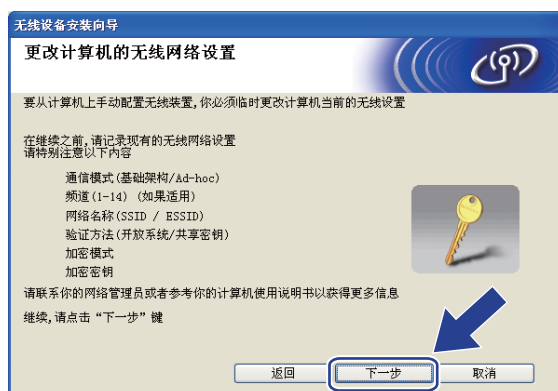 无线设备安装向导
更改计算机的无线网络设置
要从计算机上手动配置无线装置,你必须临时更改计算机当前的无线设置
在继续之前,请记录现有的无线网络设置
请特别注意以下内容
通信模式(基础架构/Ad-hoc)
频道(1-14) (如果适用)
网络名称(SSID / ESSID)
验证方法(开放系统/共享密钥)
加密模式
加密密钥
请联系你的网络管理员或者参考你的计算机使用说明书以获得更多信息
继续,请点击“下一步”键
返回
下一步
取消